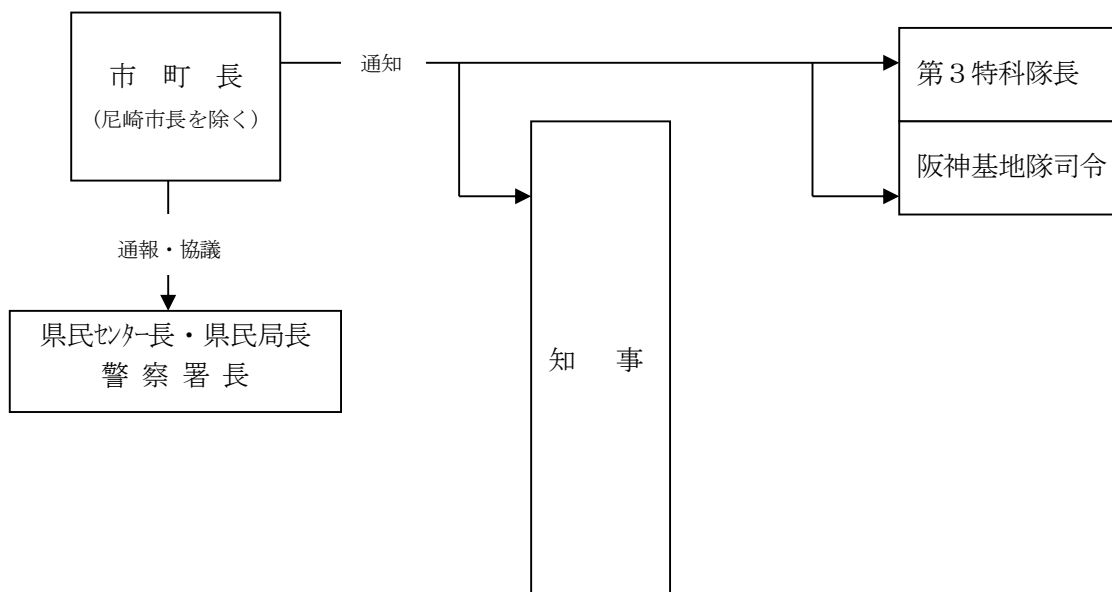 市　町　長
(尼崎市長を除く)
通知
第３特科隊長
阪神基地隊司令
通報・協議
県民ｾﾝﾀｰ長・県民局長
警 察 署 長
知　事